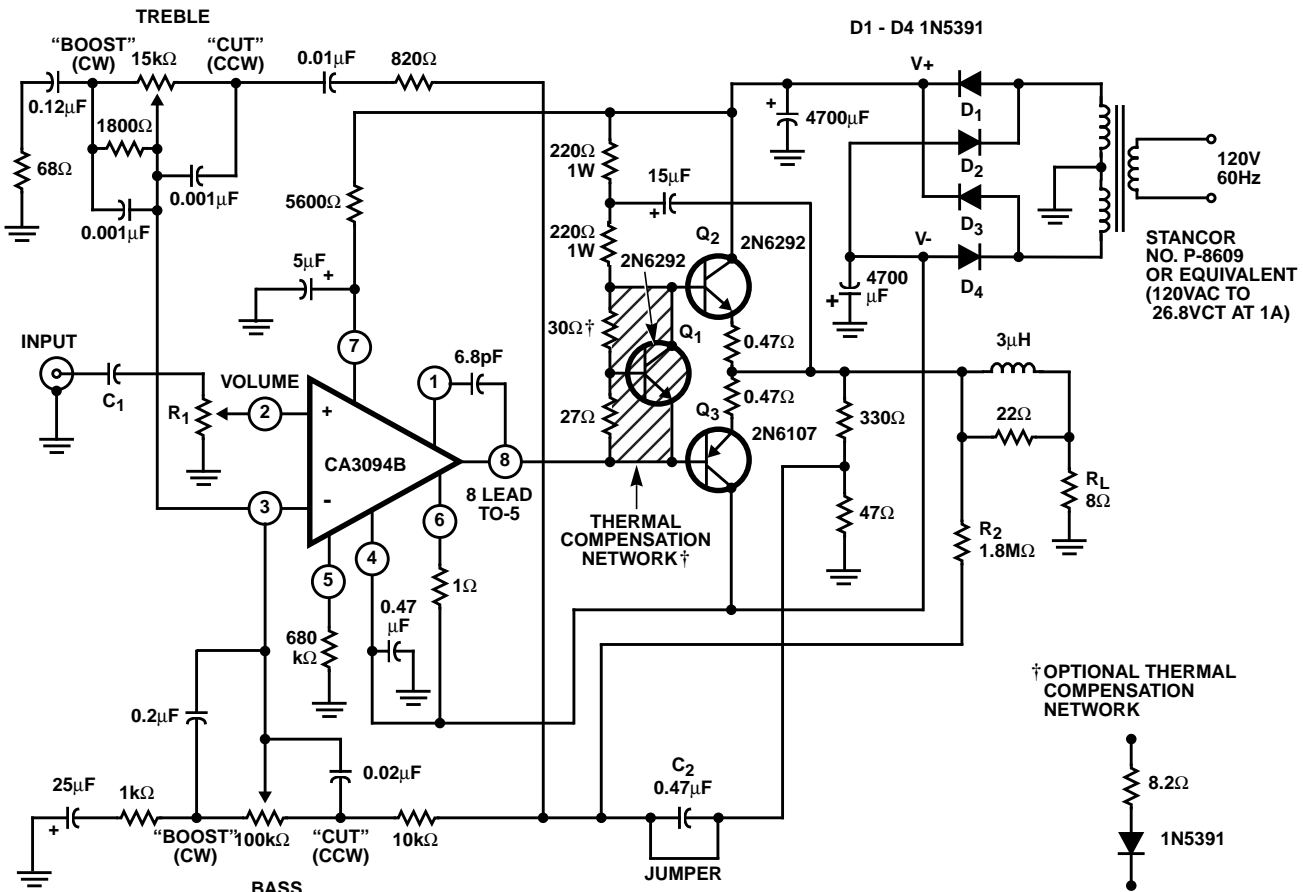 TREBLE
“BOOST”
(CW)
15kΩ
“CUT”
(CCW)
0.01μF
820Ω
0.12μF
1800Ω
68Ω
0.001μF
0.001μF
5600Ω
5μF
+
220Ω
1W
15μF
+
220Ω
1W
2N6292
Q2
2N6292
30Ω†
Q1
27Ω
0.47Ω
0.47Ω
Q3
2N6107
THERMAL
COMPENSATION
NETWORK†
D1 - D4 1N5391
V+
+
4700μF
D1
D2
D3
V-
D4
4700
μF
+
120V
60Hz
STANCOR
NO. P-8609
OR EQUIVALENT
(120VAC TO
26.8VCT AT 1A)
INPUT
C1
R1
VOLUME
2
+
7
1
6.8pF
CA3094B
8
8 LEAD
TO-5
3
-
5
4
6
680
kΩ
0.47
μF
1Ω
330Ω
47Ω
3μH
22Ω
RL
8Ω
R2
1.8MΩ
0.2μF
0.02μF
25μF
+
1kΩ
“BOOST”
(CW)
100kΩ
“CUT”
(CCW)
10kΩ
BASS
C2
0.47μF
JUMPER
†OPTIONAL THERMAL
COMPENSATION
NETWORK
8.2Ω
1N5391